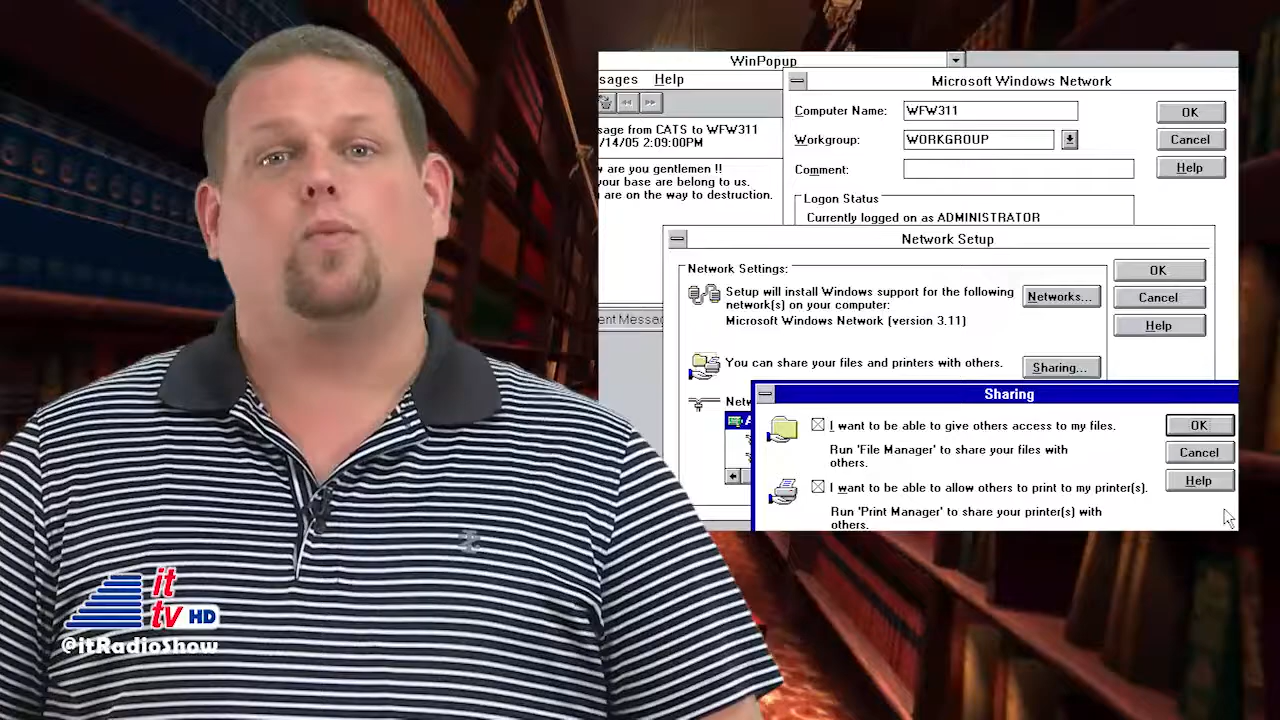 WinPopup
sages Help
sage from CATS to WFW311
/14/05 2:09:00PM
w are you gentlemen !!
your base are belong to us.
u are on the way to destruction.
ent Messag
Microsoft Windows Network
Computer Name: WFW311
OK
Workgroup: WORKGROUP
Cancel
Comment:
Help
Logon Status
Currently logged on as ADMINISTRATOR
Network Setup
Network Settings:
OK
Setup will install Windows support for the following
network(s) on your computer:
Networks...
Cancel
Microsoft Windows Network (version 3.11)
Help
You can share your files and printers with others.
Sharing...
Netw
A
Sharing
I want to be able to give others access to my files.
OK
Run 'File Manager' to share your files with
others.
Cancel
I want to be able to allow others to print to my printer(s).
Help
Run 'Print Manager' to share your printer(s) with
others.
it
tv HD
@itRadioShow